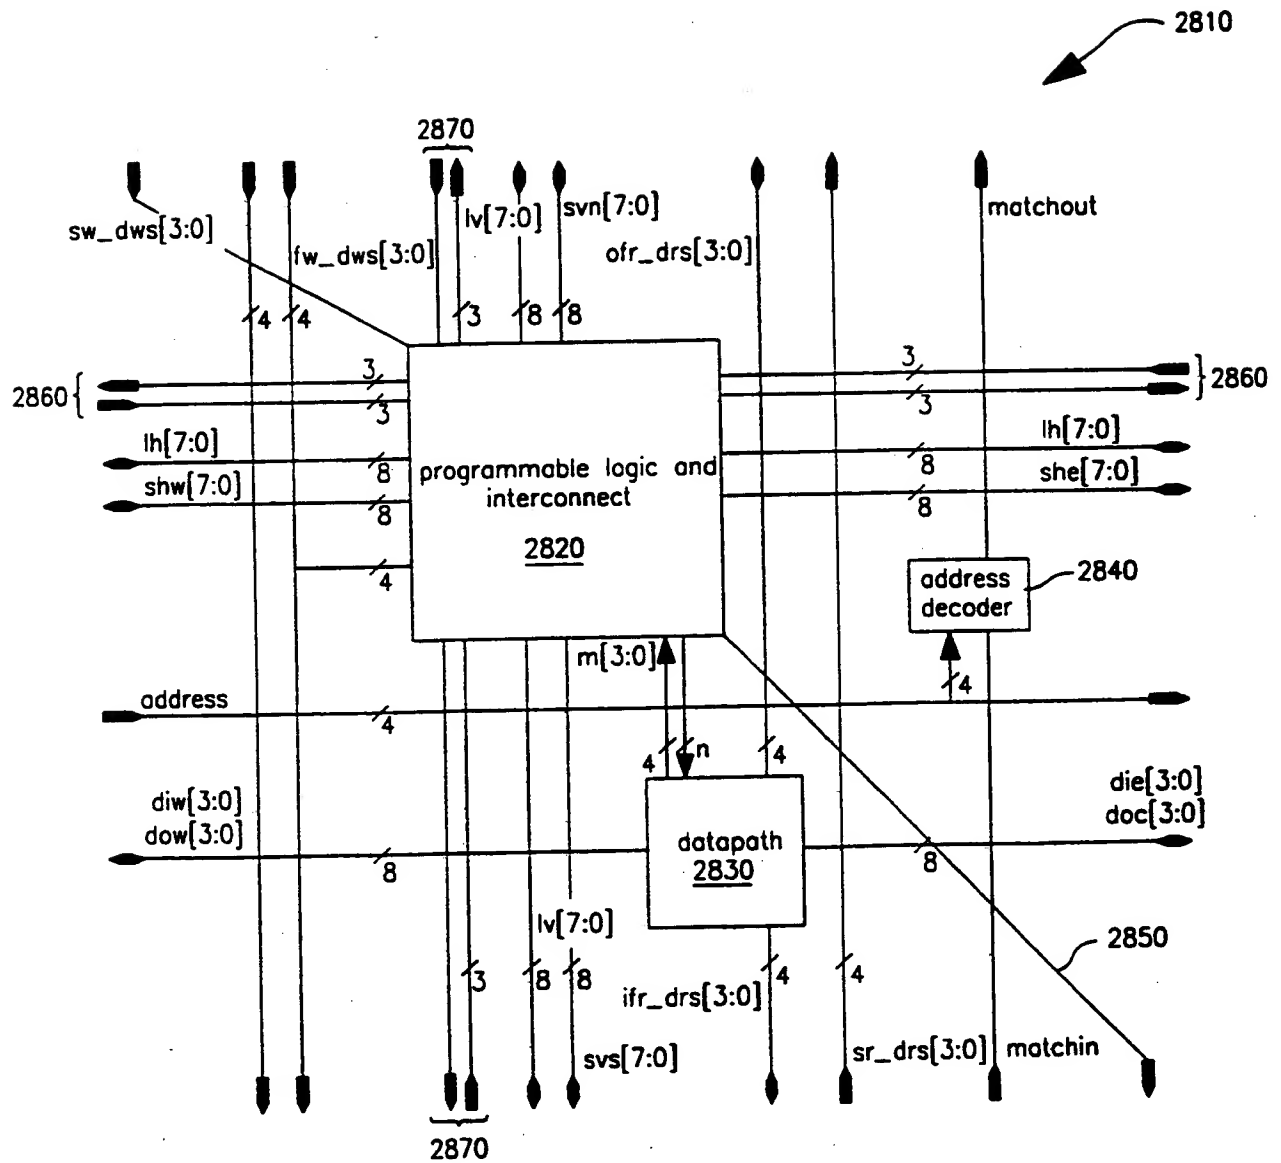 2810
2870
sw_dws[3:0]
fw_dws[3:0]
lv[7:0]
svn[7:0]
ofr_drs[3:0]
matchout
4
4
3
8
8
2860
3
3
3
3
2860
lh[7:0]
8
lh[7:0]
8
shw[7:0]
8
she[7:0]
8
programmable logic and
interconnect
2820
4
address
decoder
2840
m[3:0]
4
address
4
4
n
4
diw[3:0]
dow[3:0]
8
datapath
2830
die[3:0]
doc[3:0]
8
lv[7:0]
2850
3
8
8
4
4
ifr_drs[3:0]
svs[7:0]
sr_drs[3:0]
matchin
2870